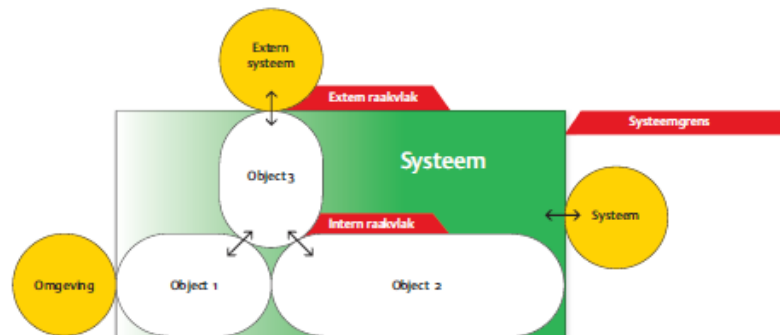 Extern
systeem
Extern raakvlak
Systeemgrens
Systeem
Object 3
Systeem
Intern raakvlak
Omgeving
Object 1
Object 2